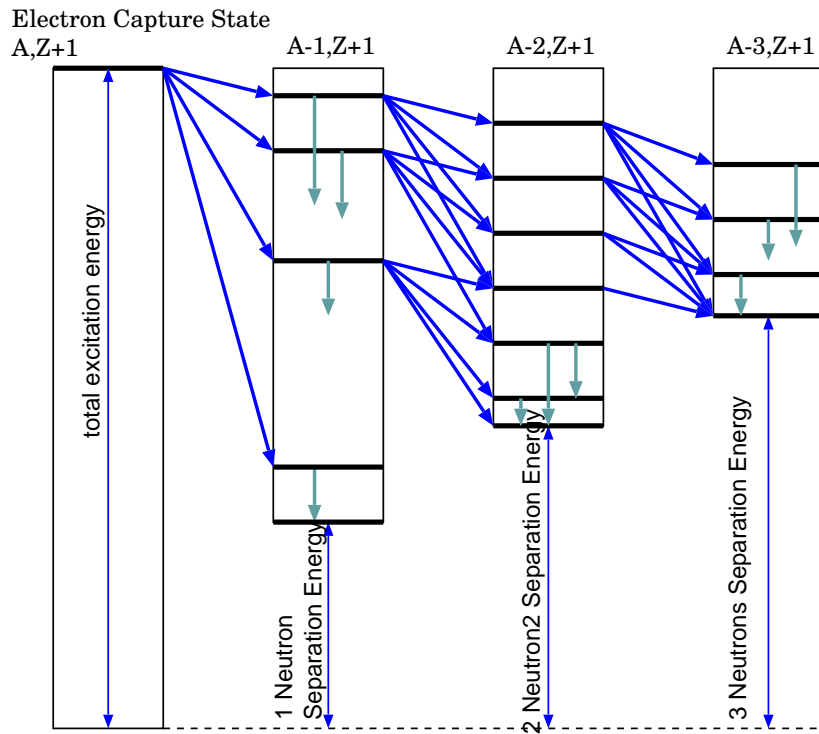 Electron Capture State
A,Z+1
A-1,Z+1
A-2,Z+1
A-3,Z+1
total excitation energy
1 Neutron
Separation Energy
2 Neutron2 Separation Energy
3 Neutrons Separation Energy